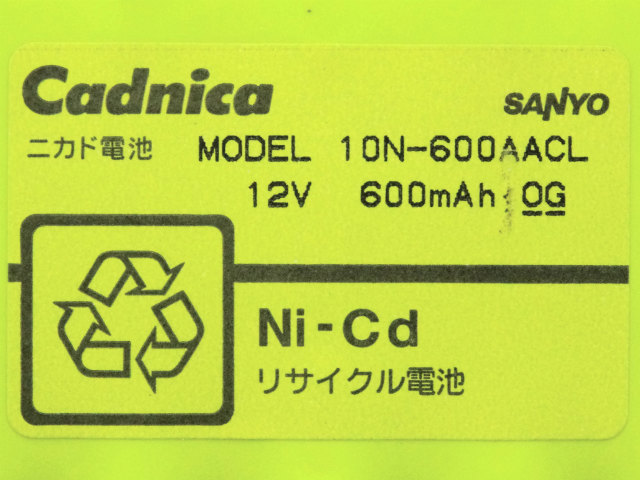 Cadnica
SANYO
ニカド電池 MODEL 10N-600AACL
12V 600mAh OG
Ni-Cd
リサイクル電池